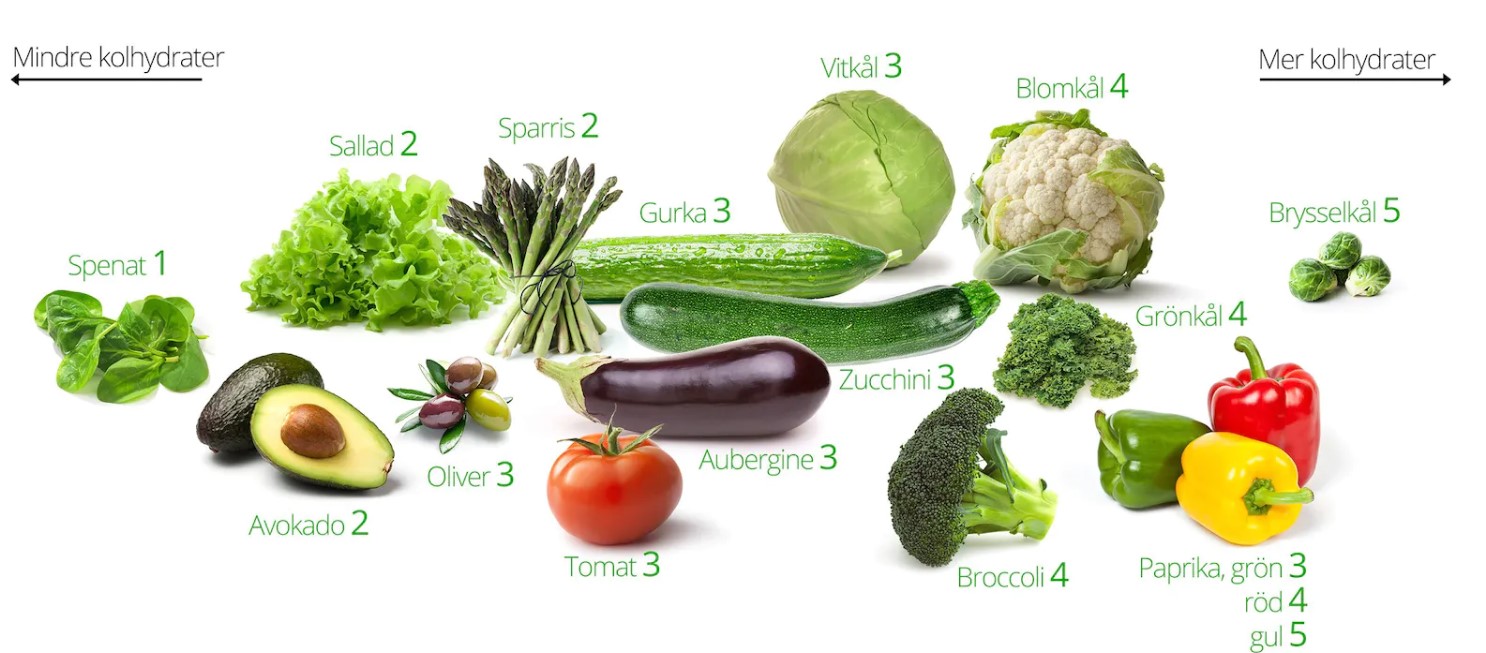 Mindre kolhydrater
Mer kolhydrater
Vitkål 3
Blomkål 4
Sallad 2
Sparris 2
Gurka 3
Brysselkål 5
Spenat 1
Grönkål 4
Zucchini 3
Aubergine 3
Oliver 3
Avokado 2
Tomat 3
Broccoli 4
Paprika, grön 3
röd 4
gul 5